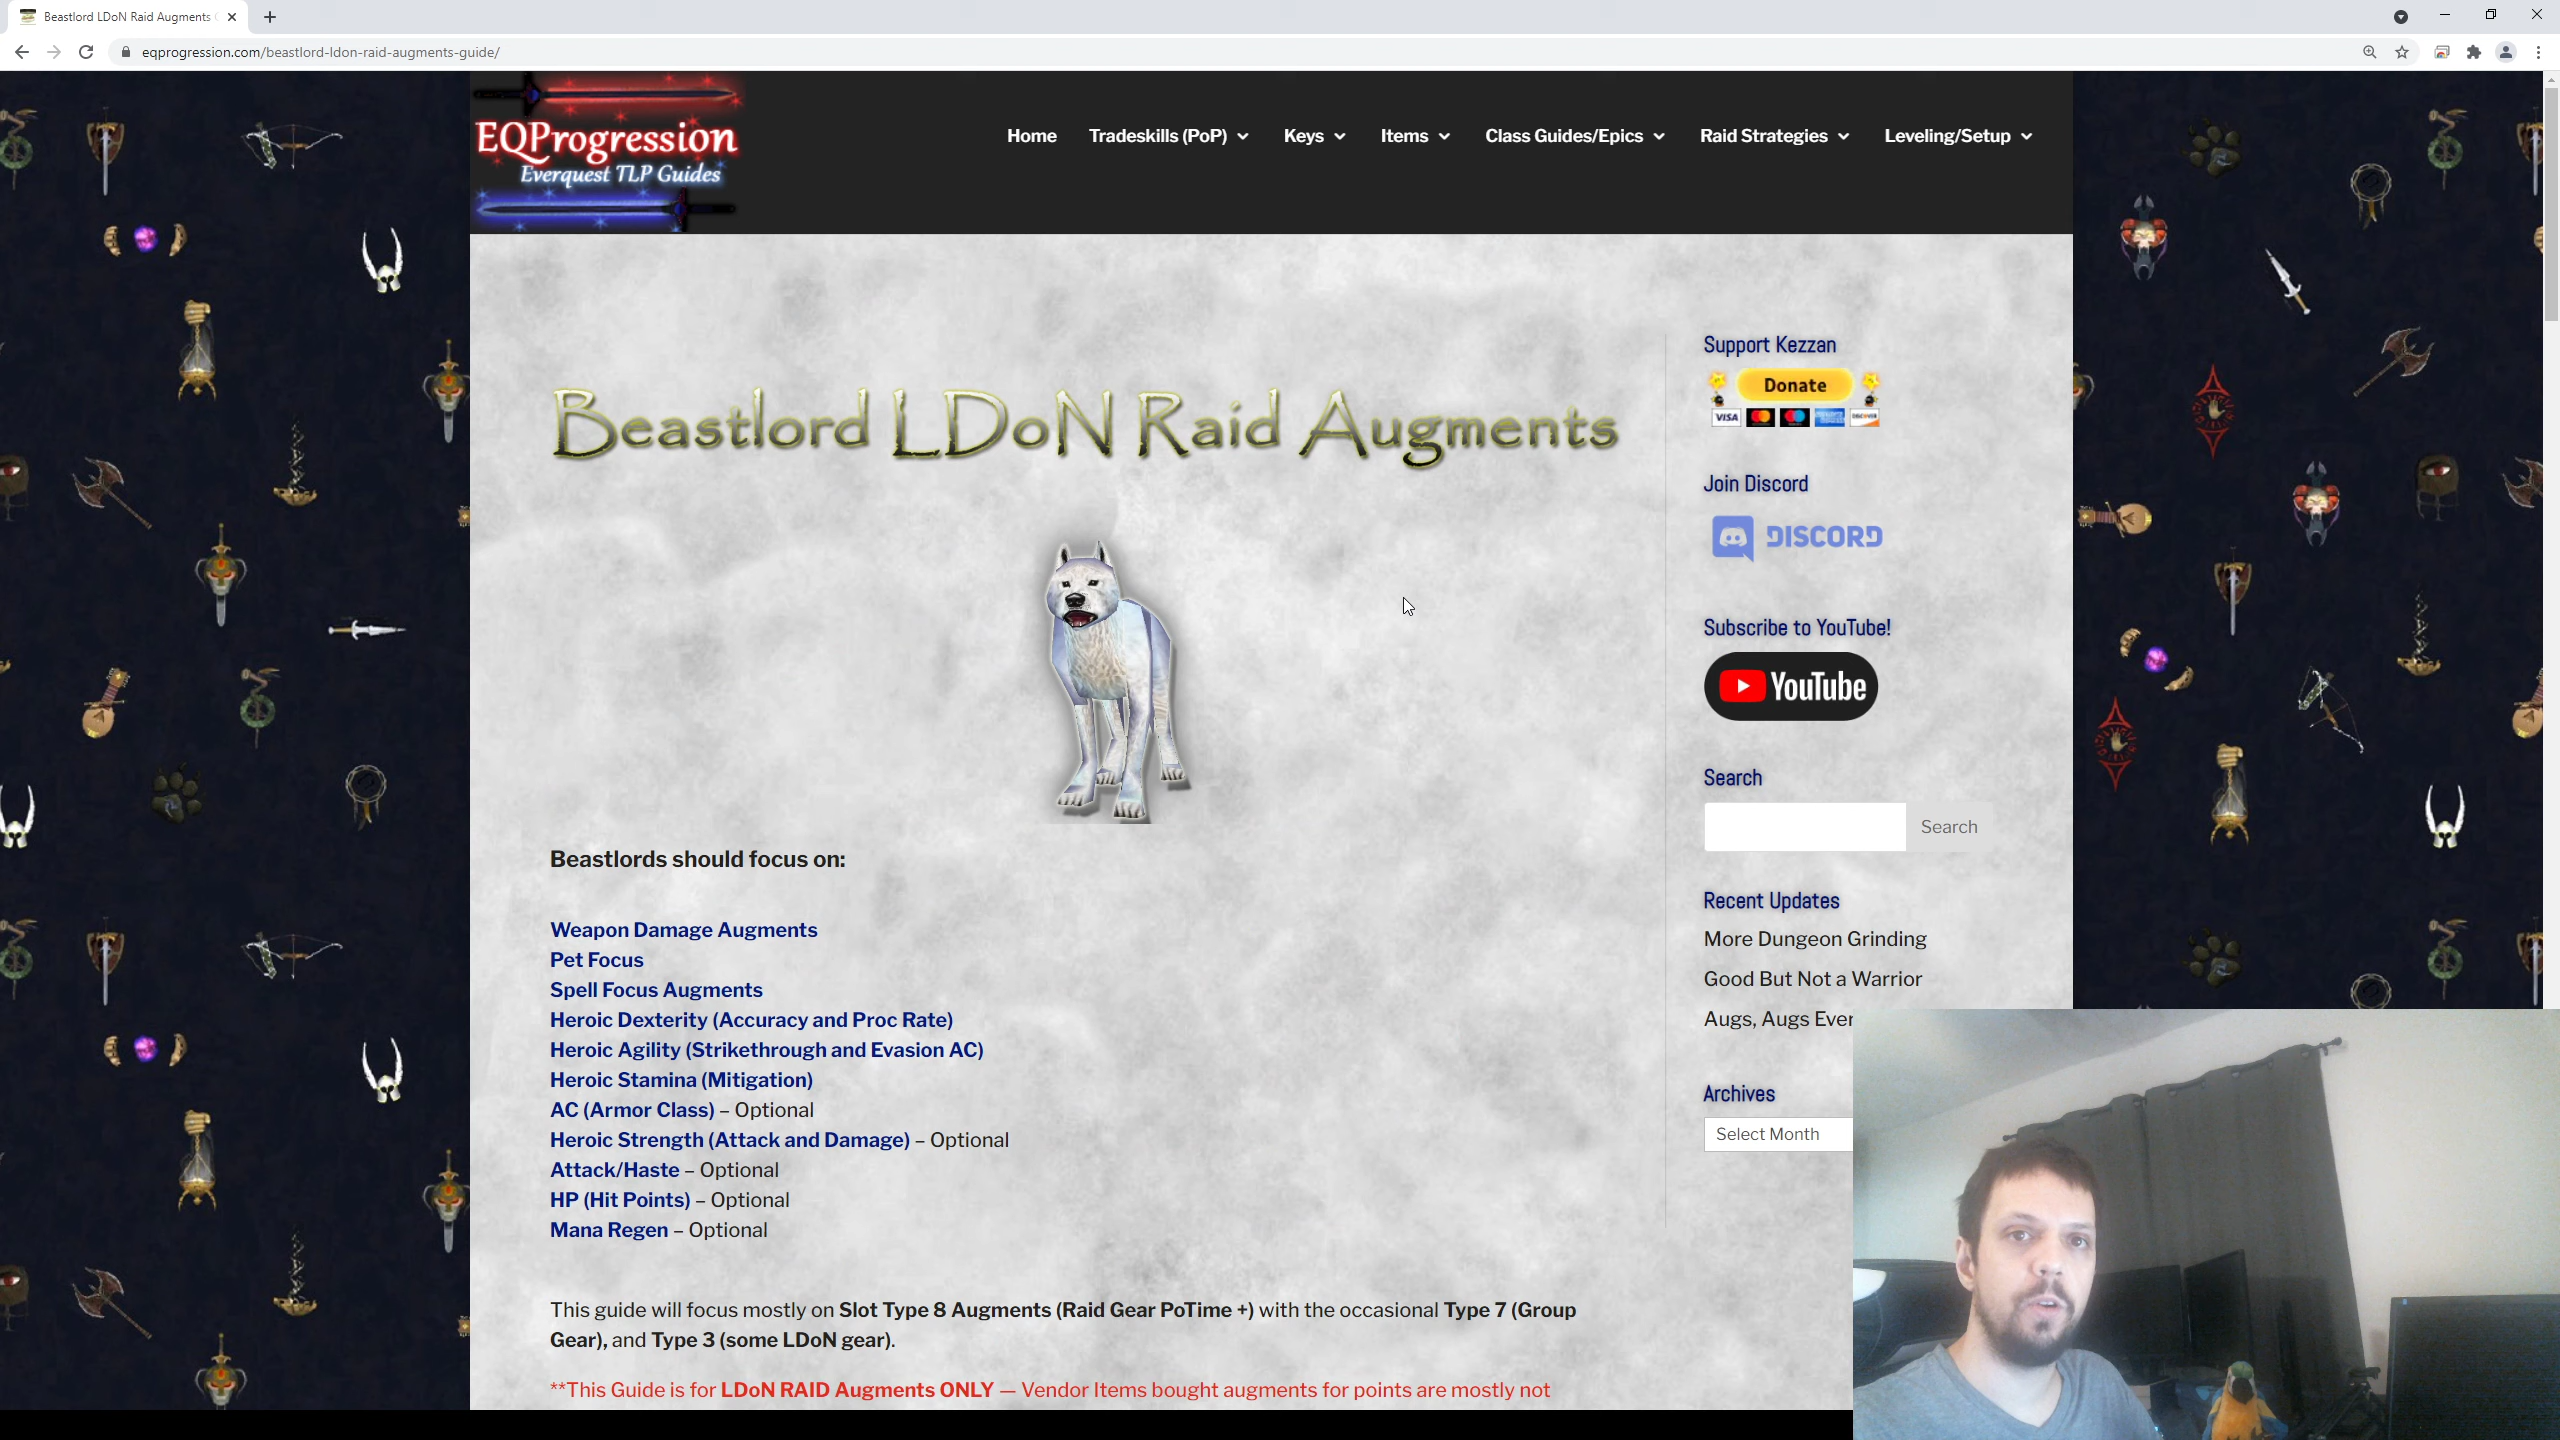 Beastlord LDoN Raid Augments
eqprogression.com/beastlord-ldon-raid-augments-guide/
EQProgression
Everquest TLP Guides
Home Tradeskills (PoP) Keys Items Class Guides/Epics Raid Strategies Leveling/Setup
Beastlord LDoN Raid Augments
Beastlords should focus on:
Weapon Damage Augments
Pet Focus
Spell Focus Augments
Heroic Dexterity (Accuracy and Proc Rate)
Heroic Agility (Strikethrough and Evasion AC)
Heroic Stamina (Mitigation)
AC (Armor Class) – Optional
Heroic Strength (Attack and Damage) – Optional
Attack/Haste – Optional
HP (Hit Points) – Optional
Mana Regen – Optional
This guide will focus mostly on Slot Type 8 Augments (Raid Gear PoTime +) with the occasional Type 7 (Group
Gear), and Type 3 (some LDoN gear).
**This Guide is for LDoN RAID Augments ONLY — Vendor Items bought augments for points are mostly not
Support Kezzan
Donate
VISA
DISCOVER
Join Discord
DISCORD
Subscribe to YouTube!
YouTube
Search
Search
Recent Updates
More Dungeon Grinding
Good But Not a Warrior
Augs, Augs Ever
Archives
Select Month